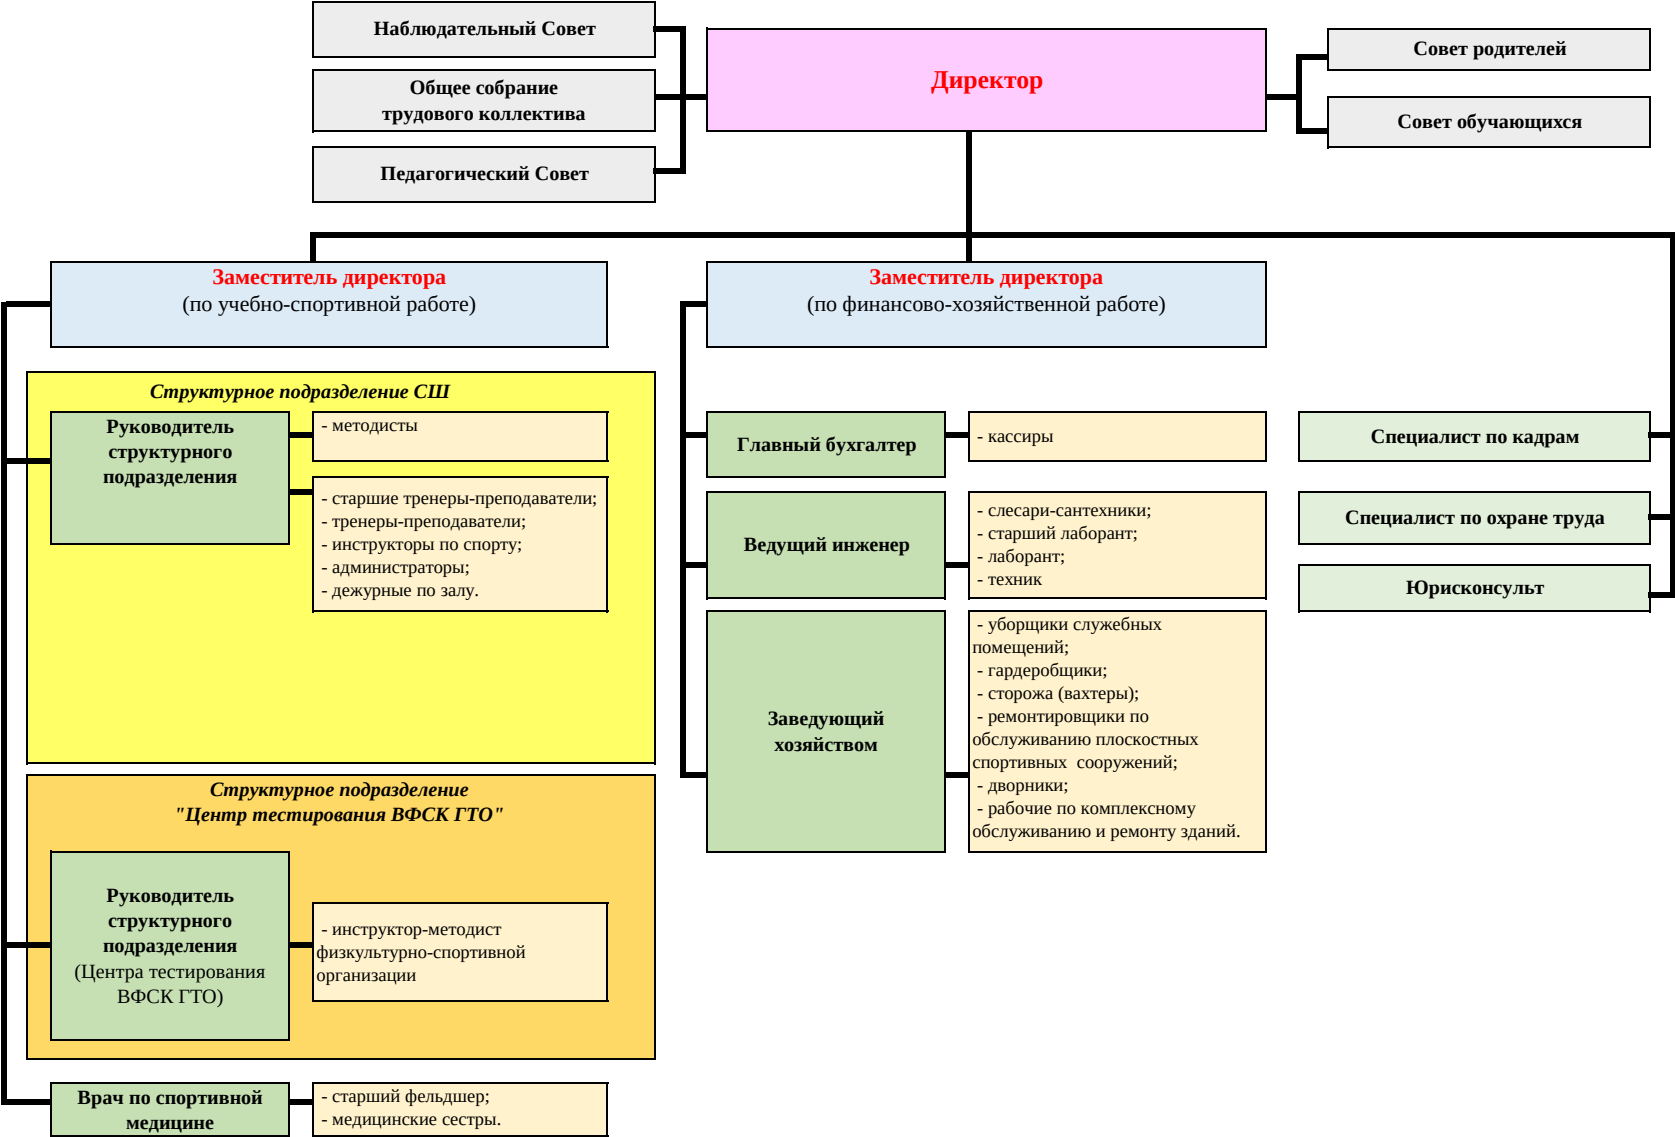 Наблюдательный Совет
Общее собрание
трудового коллектива
Педагогический Совет
Директор
Совет родителей
Совет обучающихся
Заместитель директора
(по учебно-спортивной работе)
Заместитель директора
(по финансово-хозяйственной работе)
Структурное подразделение СШ
Руководитель
структурного
подразделения
- методисты
- старшие тренеры-преподаватели;
- тренеры-преподаватели;
- инструкторы по спорту;
- администраторы;
- дежурные по залу.
Структурное подразделение
"Центр тестирования ВФСК ГТО"
Руководитель
структурного
подразделения
(Центра тестирования
ВФСК ГТО)
- инструктор-методист
физкультурно-спортивной
организации
Врач по спортивной
медицине
- старший фельдшер;
- медицинские сестры.
Главный бухгалтер
- кассиры
Ведущий инженер
- слесари-сантехники;
- старший лаборант;
- лаборант;
- техник
Заведующий
хозяйством
- уборщики служебных
помещений;
- гардеробщики;
- сторожа (вахтеры);
- ремонтировщики по
обслуживанию плоскостных
спортивных  сооружений;
- дворники;
- рабочие по комплексному
обслуживанию и ремонту зданий.
Специалист по кадрам
Специалист по охране труда
Юрисконсульт